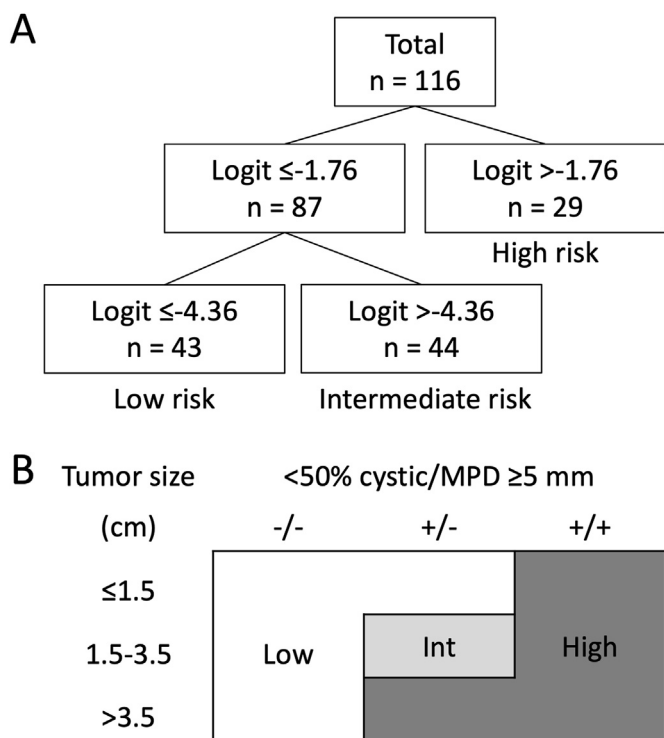 A
Total
n = 116
Logit ≤-1.76
n = 87
Logit >-1.76
n = 29
High risk
Logit ≤-4.36
n = 43
Logit >-4.36
n = 44
Low risk
Intermediate risk
B
Tumor size
(cm)
<50% cystic/MPD ≥5 mm
-/- +/- +/+
≤1.5
1.5-3.5
>3.5
Low
Int
High